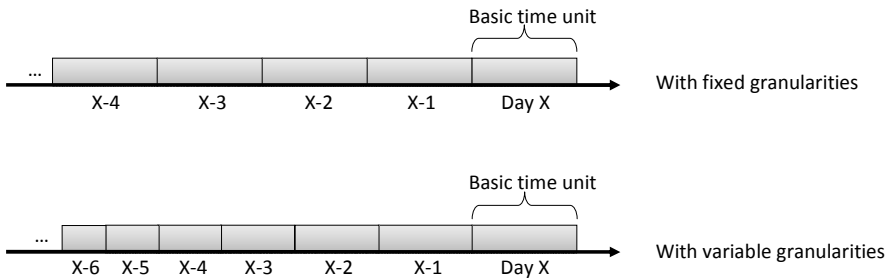 Basic time unit
...
With fixed granularities
X-4 X-3 X-2 X-1 Day X
Basic time unit
...
With variable granularities
X-6 X-5 X-4 X-3 X-2 X-1 Day X